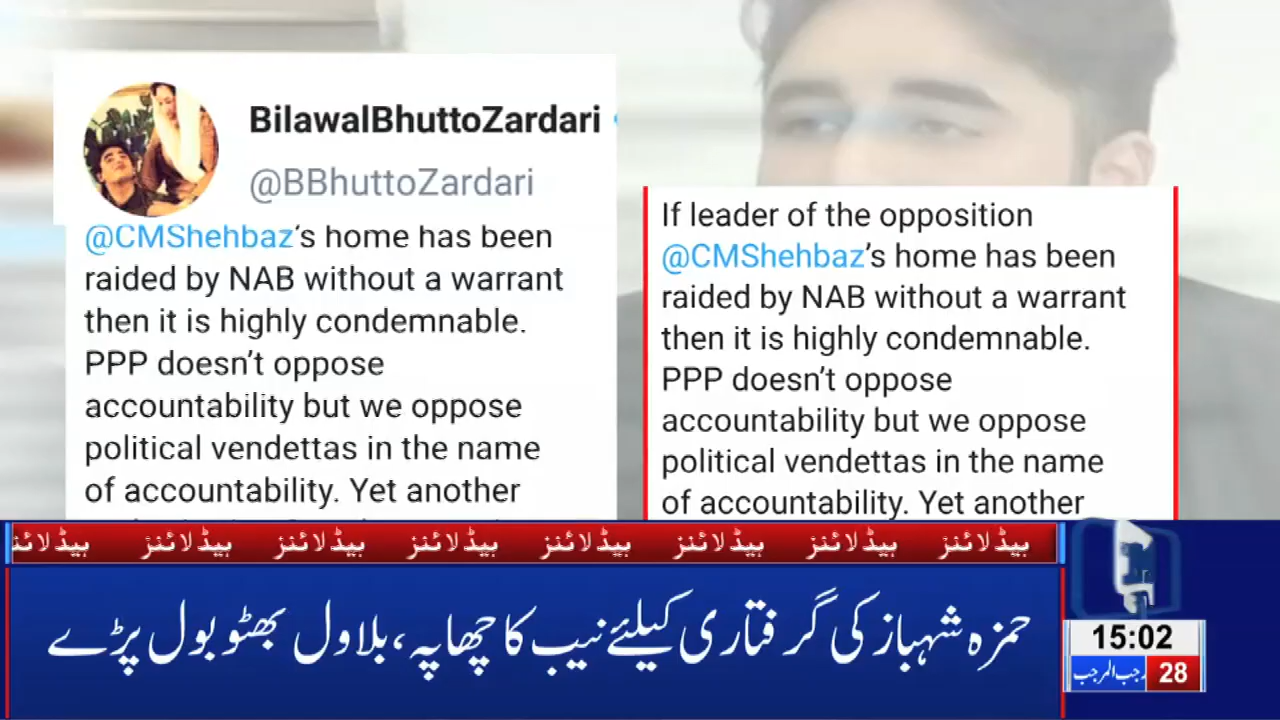 BilawalBhuttoZardari
@BBhuttoZardari
@CMShehbaz's home has been
raided by NAB without a warrant
then it is highly condemnable.
PPP doesn't oppose
accountability but we oppose
political vendettas in the name
of accountability. Yet another
If leader of the opposition
@CMShehbaz's home has been
raided by NAB without a warrant
then it is highly condemnable.
PPP doesn't oppose
accountability but we oppose
political vendettas in the name
of accountability. Yet another
ہیڈلائنز ہیڈلائنز ہیڈلائنز ہیڈلائنز ہیڈلائنز ہیڈلائنز ہیڈلائنز ہیڈلائنز
حمزہ شہباز کی گرفتاری کیلئے نیب کا چھاپہ، بلاول بھٹو بول پڑے
15:02
28 رجب المرجب